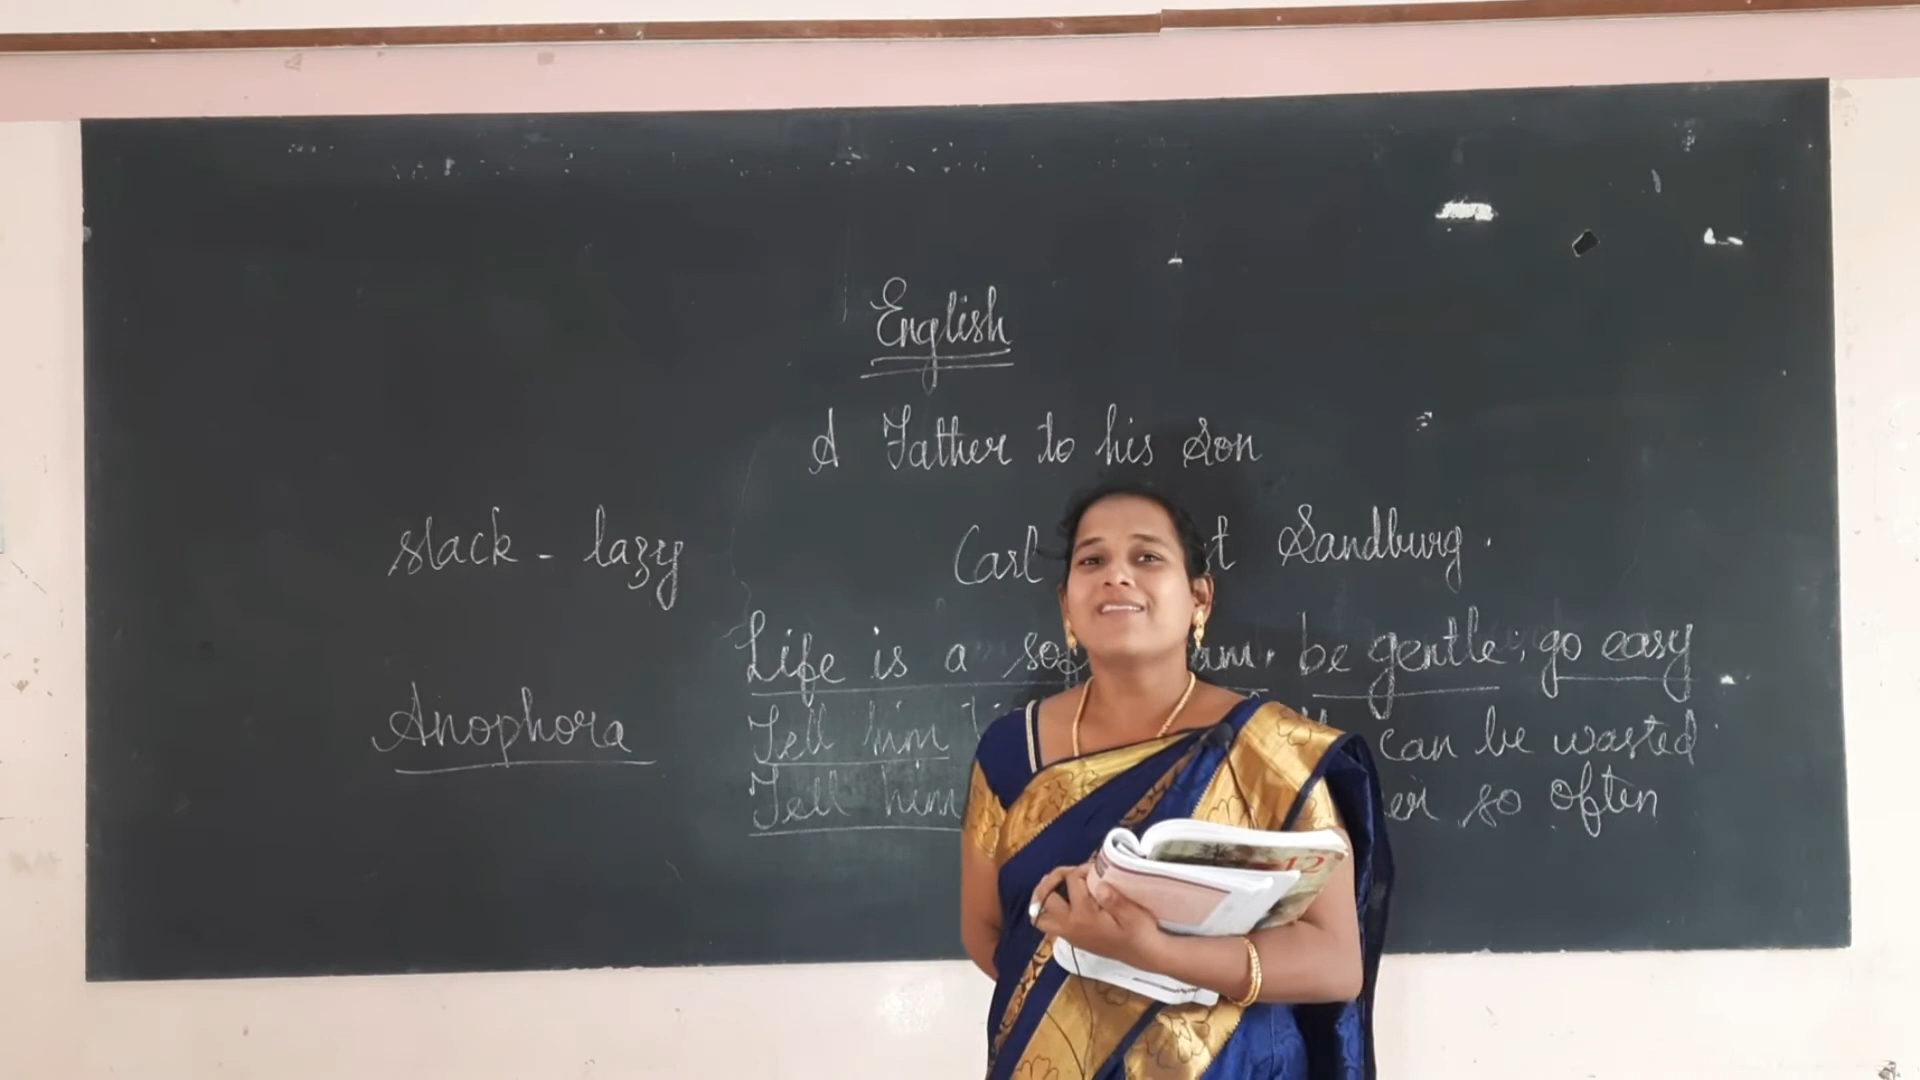 English
A Father to his Son
slack - lazy
Carl Sandburg.
Life is a be gentle; go easy
Anophora
Tell him can be wasted
Tell him so often
12